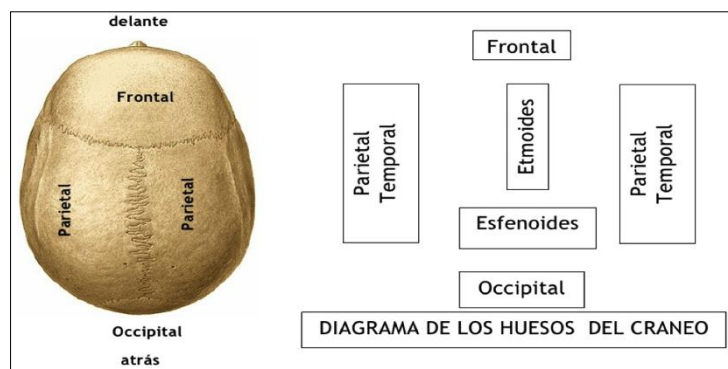 delante
Frontal
Parietal
Parietal
Occipital
atrás
Frontal
Parietal
Temporal
Etmoides
Parietal
Temporal
Esfenoides
Occipital
DIAGRAMA DE LOS HUESOS DEL CRANEO